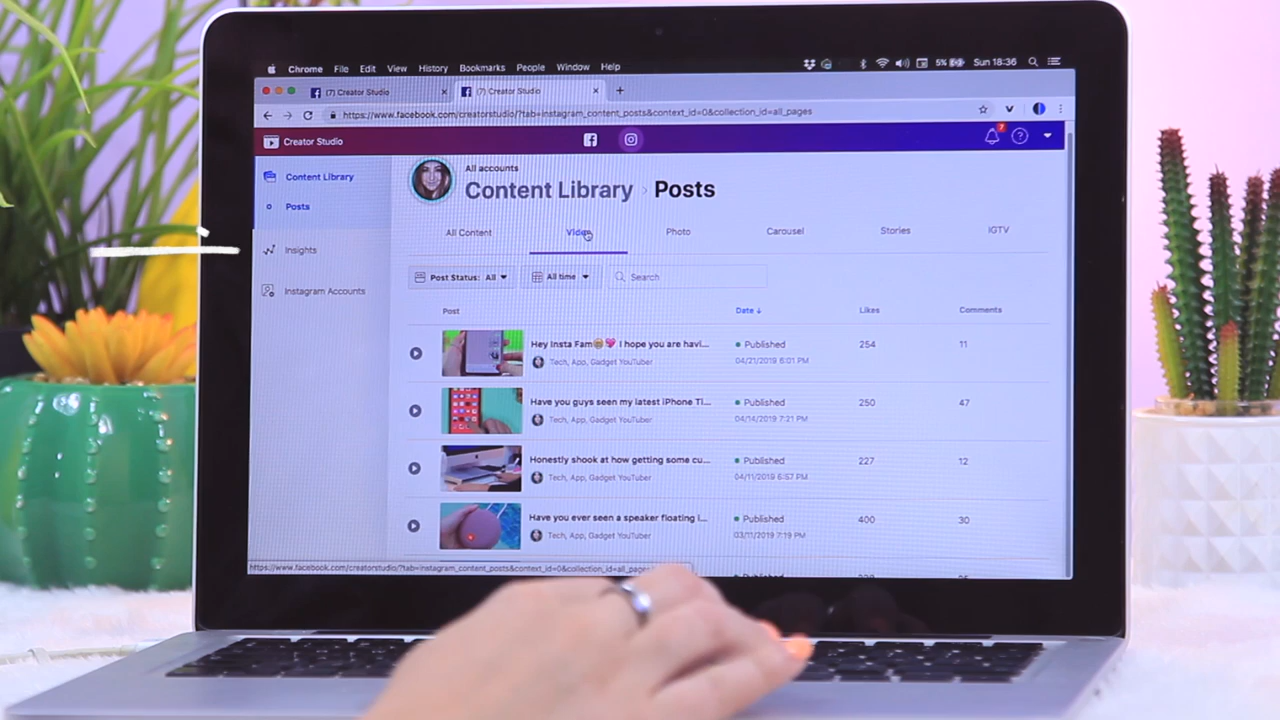 Chrome File Edit View History Bookmarks People Window Help 5% Sun 18:36
(7) Creator Studio (7) Creator Studio
https://www.facebook.com/creatorstudio/?tab=instagram_content_posts&context_id=0&collection_id=all_pages
Creator Studio 7
Content Library
Posts
Insights
Instagram Accounts
All accounts
Content Library › Posts
All Content Video Photo Carousel Stories IGTV
Post Status: All All time Search
Post Date ↓ Likes Comments
Hey Insta Fam😁💖 I hope you are havi... Published 254 11
Tech, App, Gadget YouTuber 04/21/2019 6:01 PM
Have you guys seen my latest iPhone Ti... Published 250 47
Tech, App, Gadget YouTuber 04/14/2019 7:21 PM
Honestly shook at how getting some cu... Published 227 12
Tech, App, Gadget YouTuber 04/11/2019 6:57 PM
Have you ever seen a speaker floating i... Published 400 30
Tech, App, Gadget YouTuber 03/11/2019 7:19 PM
https://www.facebook.com/creatorstudio/?tab=instagram_content_posts&context_id=0&collection_id=all_page